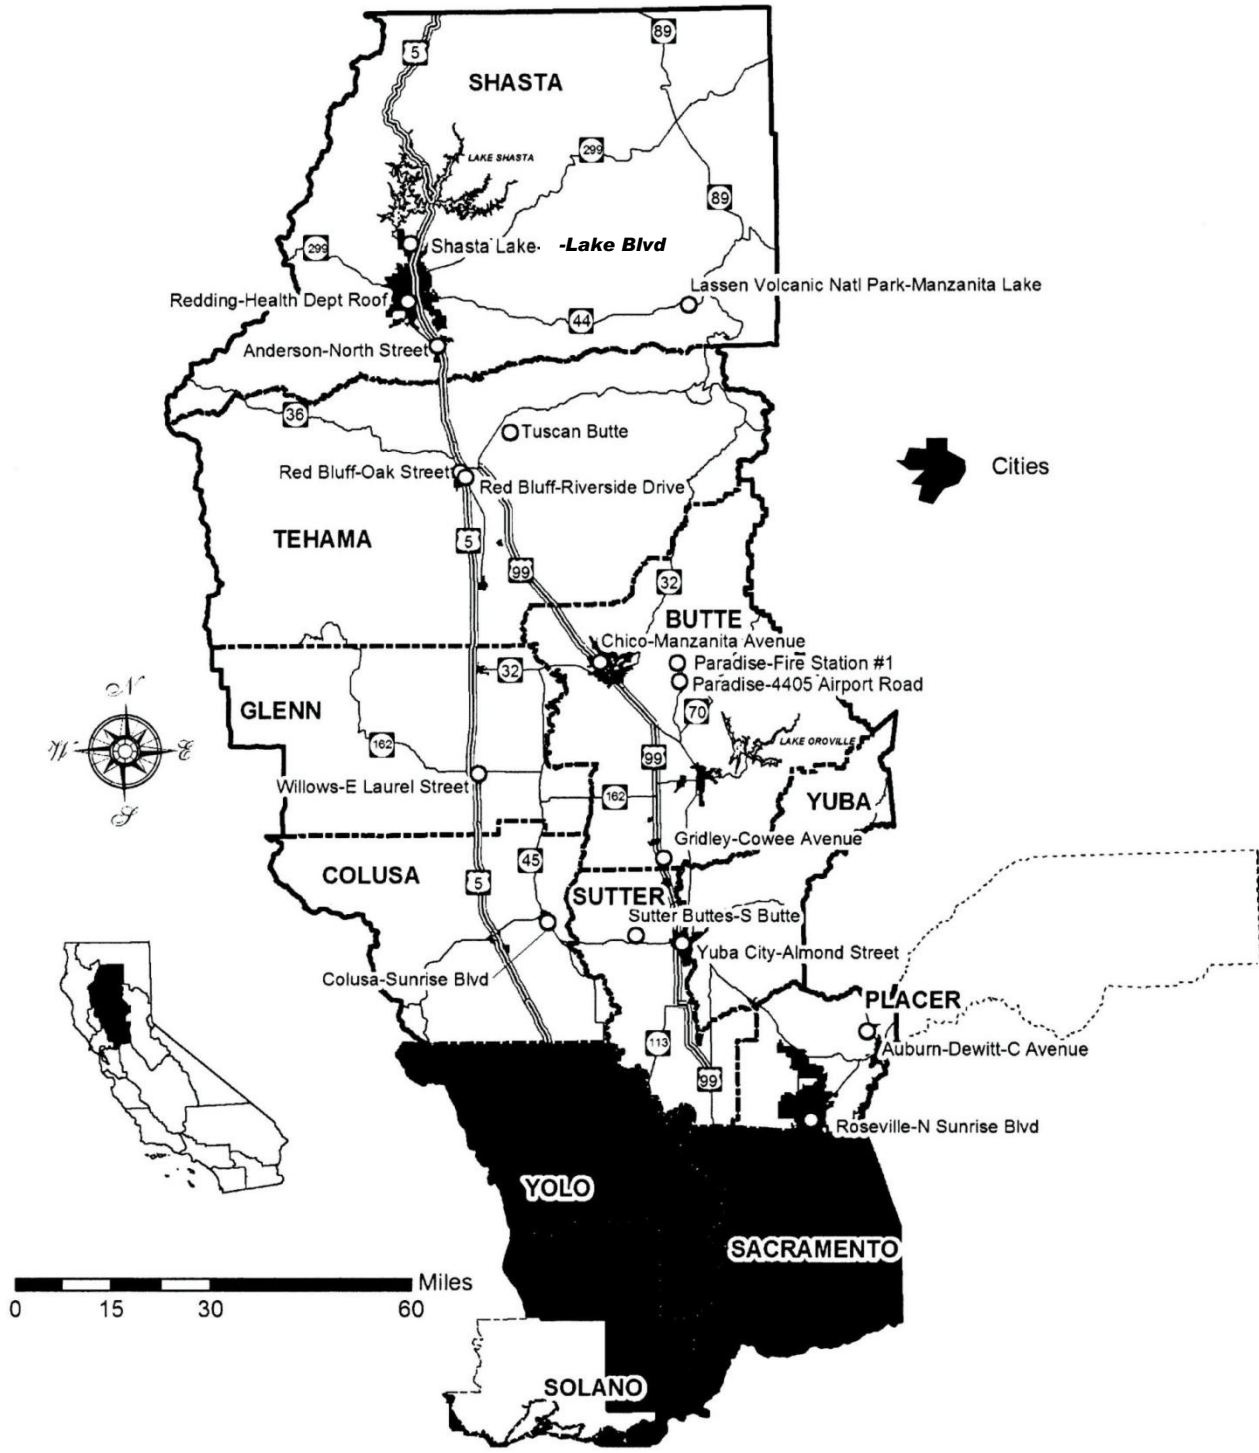 5
89
SHASTA
299
LAKE SHASTA
89
299
Shasta Lake
-Lake Blvd
Lassen Volcanic Natl Park-Manzanita Lake
Redding-Health Dept Roof
44
Anderson-North Street
36
Tuscan Butte
Cities
Red Bluff-Oak Street
Red Bluff-Riverside Drive
TEHAMA
5
99
32
BUTTE
Chico-Manzanita Avenue
32
Paradise-Fire Station #1
Paradise-4405 Airport Road
N
GLENN
70
W
E
162
99
LAKE OROVILLE
Willows-E Laurel Street
162
YUBA
S
Gridley-Cowee Avenue
45
COLUSA
5
SUTTER
Sutter Buttes-S Butte
Yuba City-Almond Street
Colusa-Sunrise Blvd
PLACER
113
Auburn-Dewitt-C Avenue
99
Roseville-N Sunrise Blvd
YOLO
SACRAMENTO
Miles
0 15 30 60
SOLANO